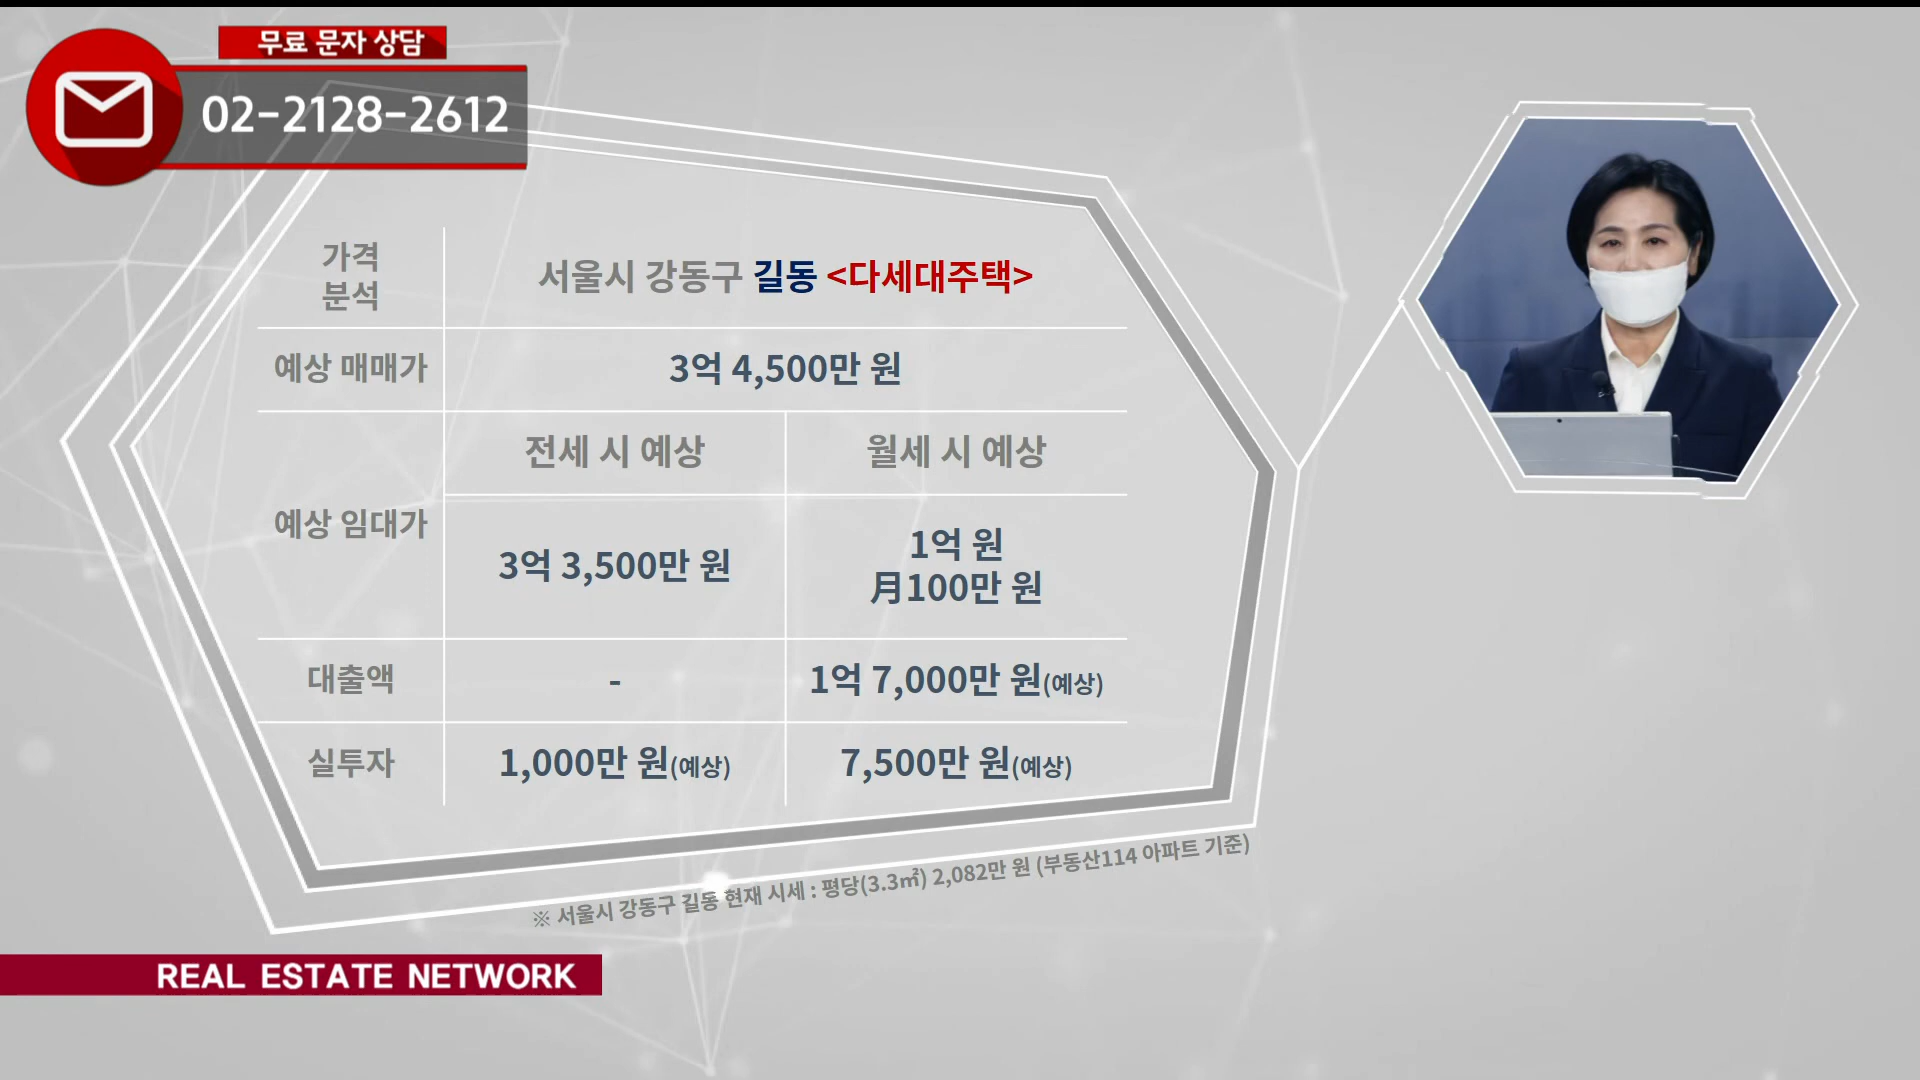 무료 문자 상담
02-2128-2612
가격
분석
서울시 강동구 길동 <다세대주택>
예상 매매가
3억 4,500만 원
예상 임대가
전세 시 예상
월세 시 예상
3억 3,500만 원
1억 원
月100만 원
대출액
-
1억 7,000만 원(예상)
실투자
1,000만 원(예상)
7,500만 원(예상)
※ 서울시 강동구 길동 현재 시세 : 평당(3.3㎡) 2,082만 원 (부동산114 아파트 기준)
REAL ESTATE NETWORK